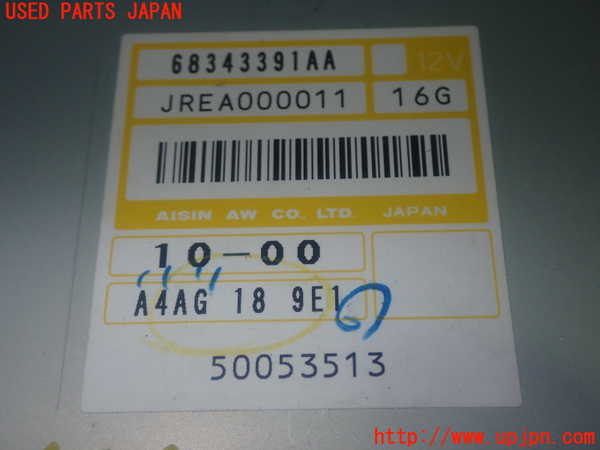 USED PARTS JAPAN
68343391AA
12V
JREA000011
16G
AISIN AW CO., LTD. JAPAN
10-00
A4AG 18 9E1
50053513
http://www.upjpn.com